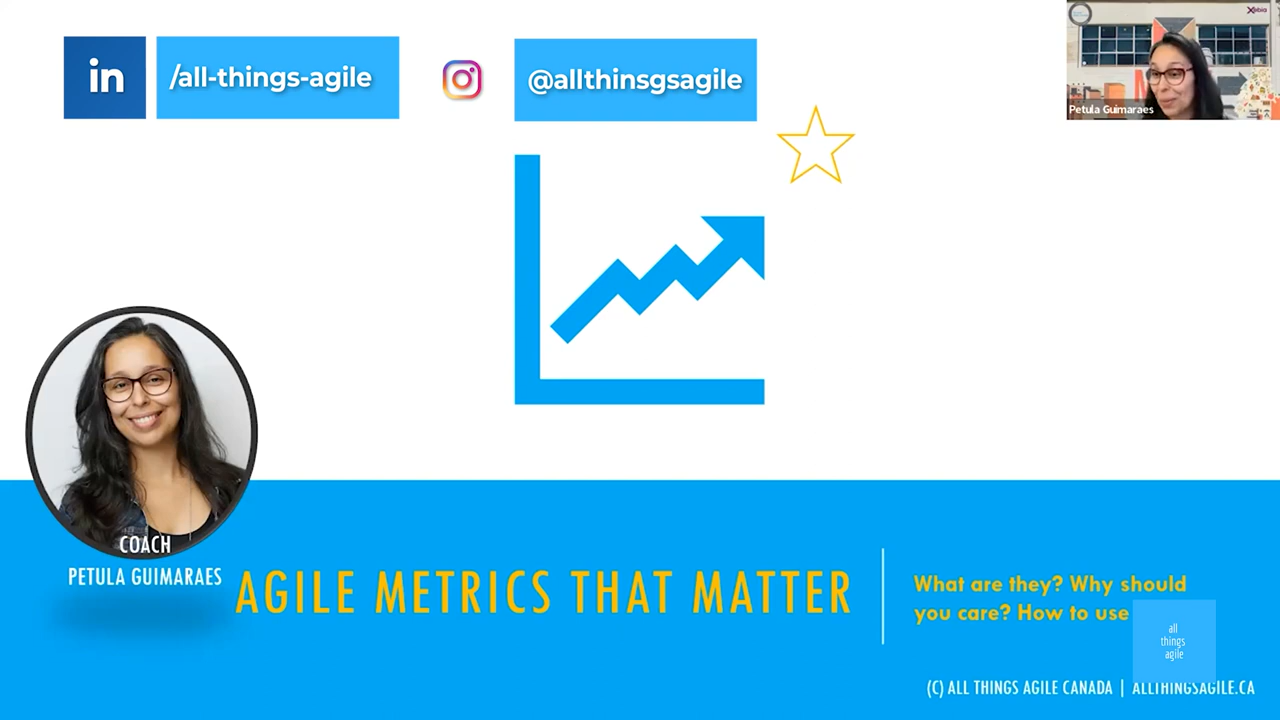 in
/all-things-agile
@allthinsgsagile
Xebia
Petula Guimaraes
COACH
PETULA GUIMARAES
AGILE METRICS THAT MATTER
What are they? Why should
you care? How to use
all
things
agile
(C) ALL THINGS AGILE CANADA | ALLTHINGSAGILE.CA